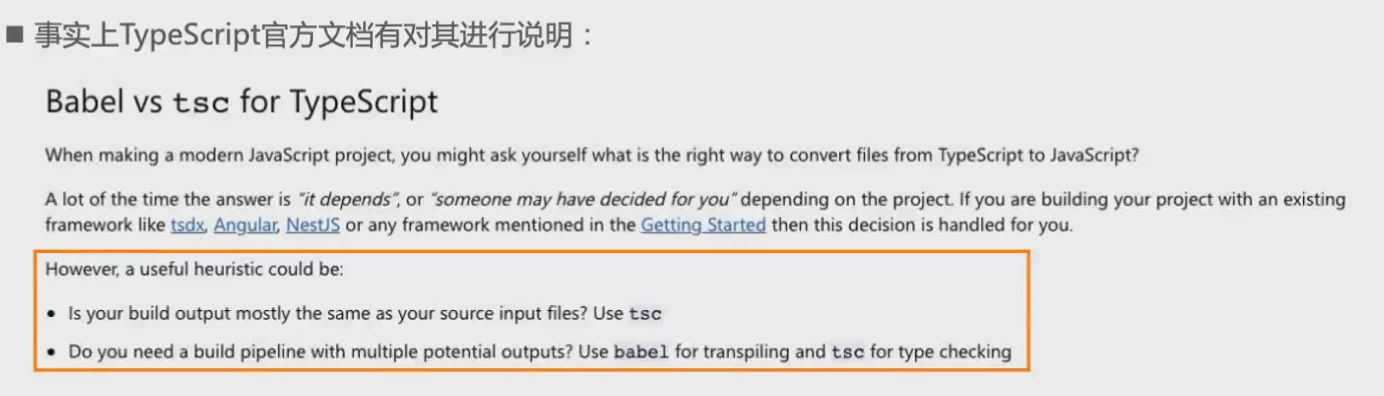 ■ 事实上TypeScript官方文档有对其进行说明：
Babel vs tsc for TypeScript
When making a modern JavaScript project, you might ask yourself what is the right way to convert files from TypeScript to JavaScript?
A lot of the time the answer is “it depends”, or “someone may have decided for you” depending on the project. If you are building your project with an existing
framework like tsdx, Angular, NestJS or any framework mentioned in the Getting Started then this decision is handled for you.
However, a useful heuristic could be:
• Is your build output mostly the same as your source input files? Use tsc
• Do you need a build pipeline with multiple potential outputs? Use babel for transpiling and tsc for type checking